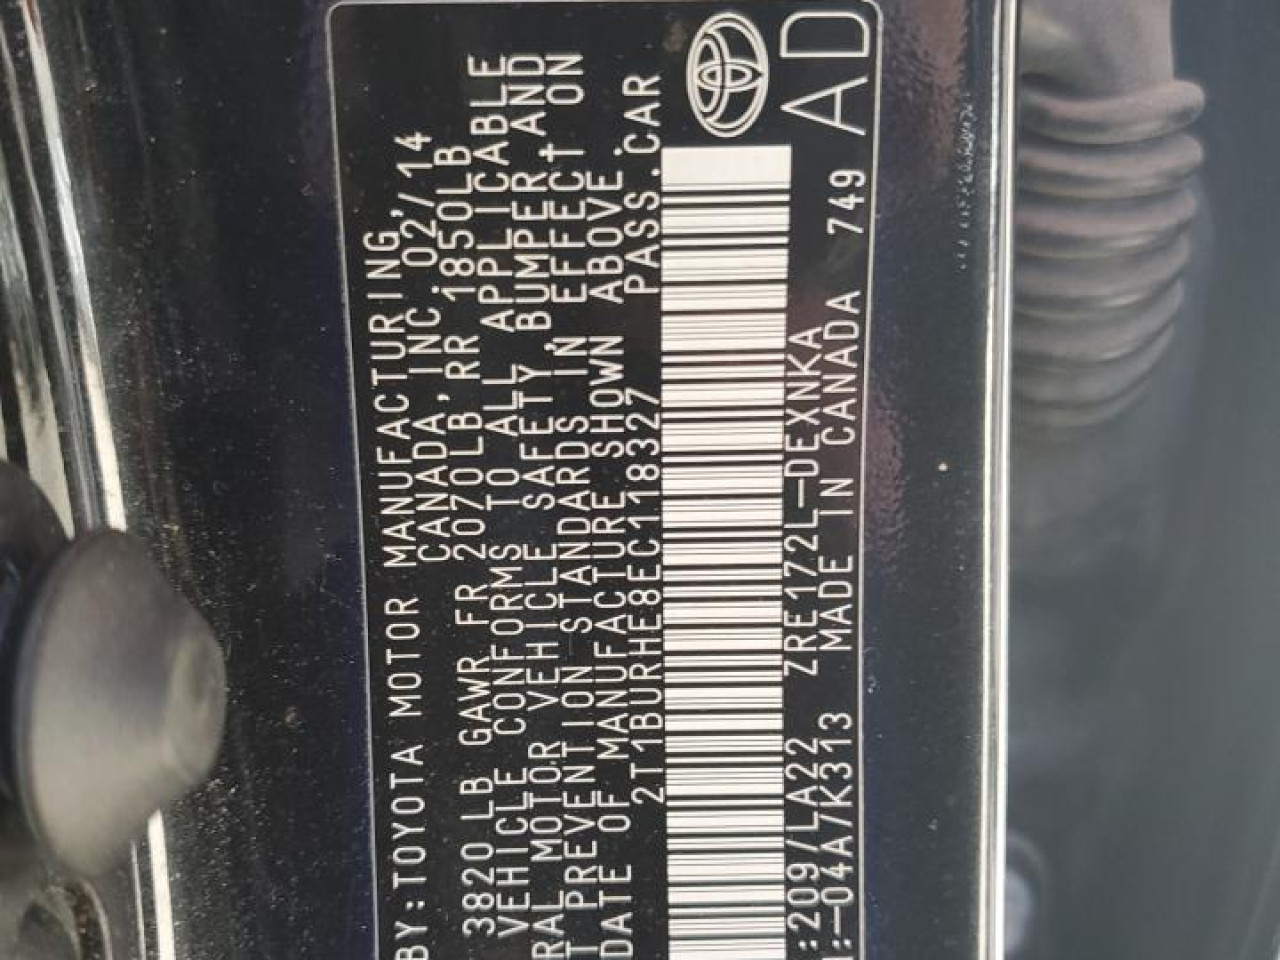 BY:TOYOTA MOTOR MANUFACTURING,
CANADA, INC. 02/14
3820 LB GAWR FR 2070LB, RR 1850LB
VEHICLE CONFORMS TO ALL APPLICABLE
RAL MOTOR VEHICLE SAFETY, BUMPER, AND
T PREVENTION STANDARDS IN EFFECT ON
DATE OF MANUFACTURE SHOWN ABOVE.
2T1BURHE8EC118327 PASS.CAR
:209/LA22 ZRE172L-DEXNKA
:-04A/K313 MADE IN CANADA 749
AD